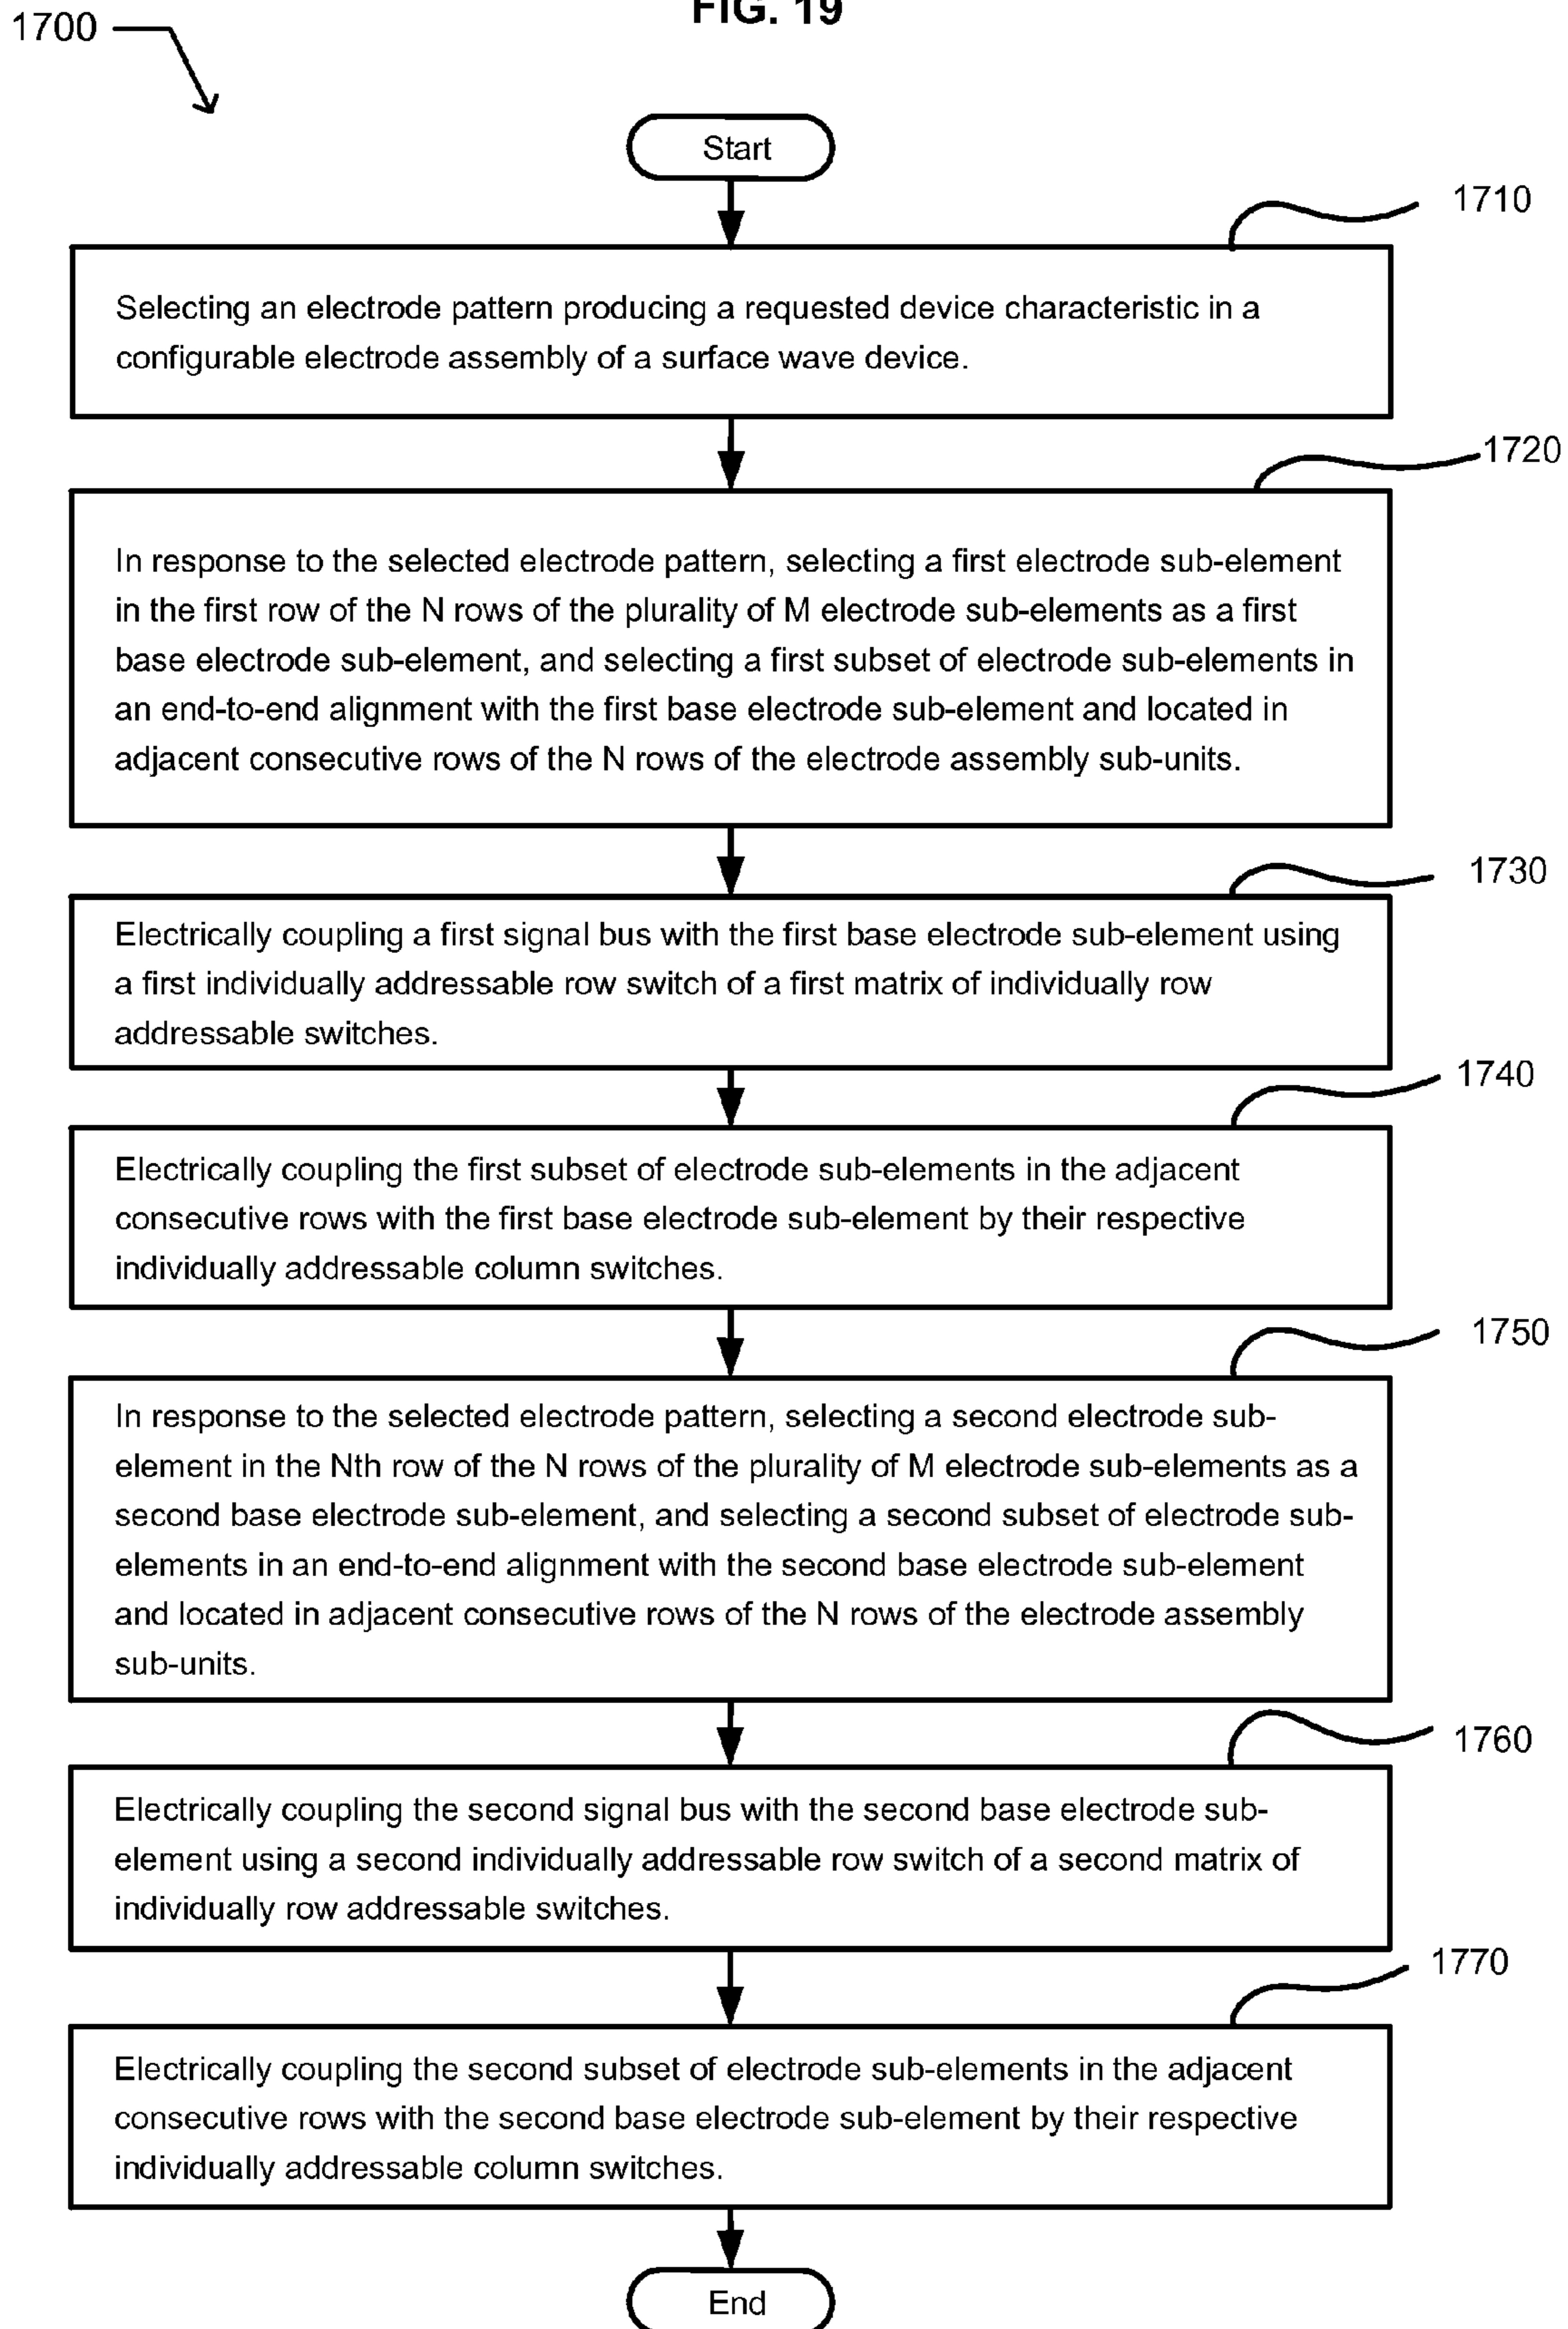 FIG. 19
1700
Start
1710
Selecting an electrode pattern producing a requested device characteristic in a
configurable electrode assembly of a surface wave device.
1720
In response to the selected electrode pattern, selecting a first electrode sub-element
in the first row of the N rows of the plurality of M electrode sub-elements as a first
base electrode sub-element, and selecting a first subset of electrode sub-elements in
an end-to-end alignment with the first base electrode sub-element and located in
adjacent consecutive rows of the N rows of the electrode assembly sub-units.
1730
Electrically coupling a first signal bus with the first base electrode sub-element using
a first individually addressable row switch of a first matrix of individually row
addressable switches.
1740
Electrically coupling the first subset of electrode sub-elements in the adjacent
consecutive rows with the first base electrode sub-element by their respective
individually addressable column switches.
1750
In response to the selected electrode pattern, selecting a second electrode sub-
element in the Nth row of the N rows of the plurality of M electrode sub-elements as a
second base electrode sub-element, and selecting a second subset of electrode sub-
elements in an end-to-end alignment with the second base electrode sub-element
and located in adjacent consecutive rows of the N rows of the electrode assembly
sub-units.
1760
Electrically coupling the second signal bus with the second base electrode sub-
element using a second individually addressable row switch of a second matrix of
individually row addressable switches.
1770
Electrically coupling the second subset of electrode sub-elements in the adjacent
consecutive rows with the second base electrode sub-element by their respective
individually addressable column switches.
End